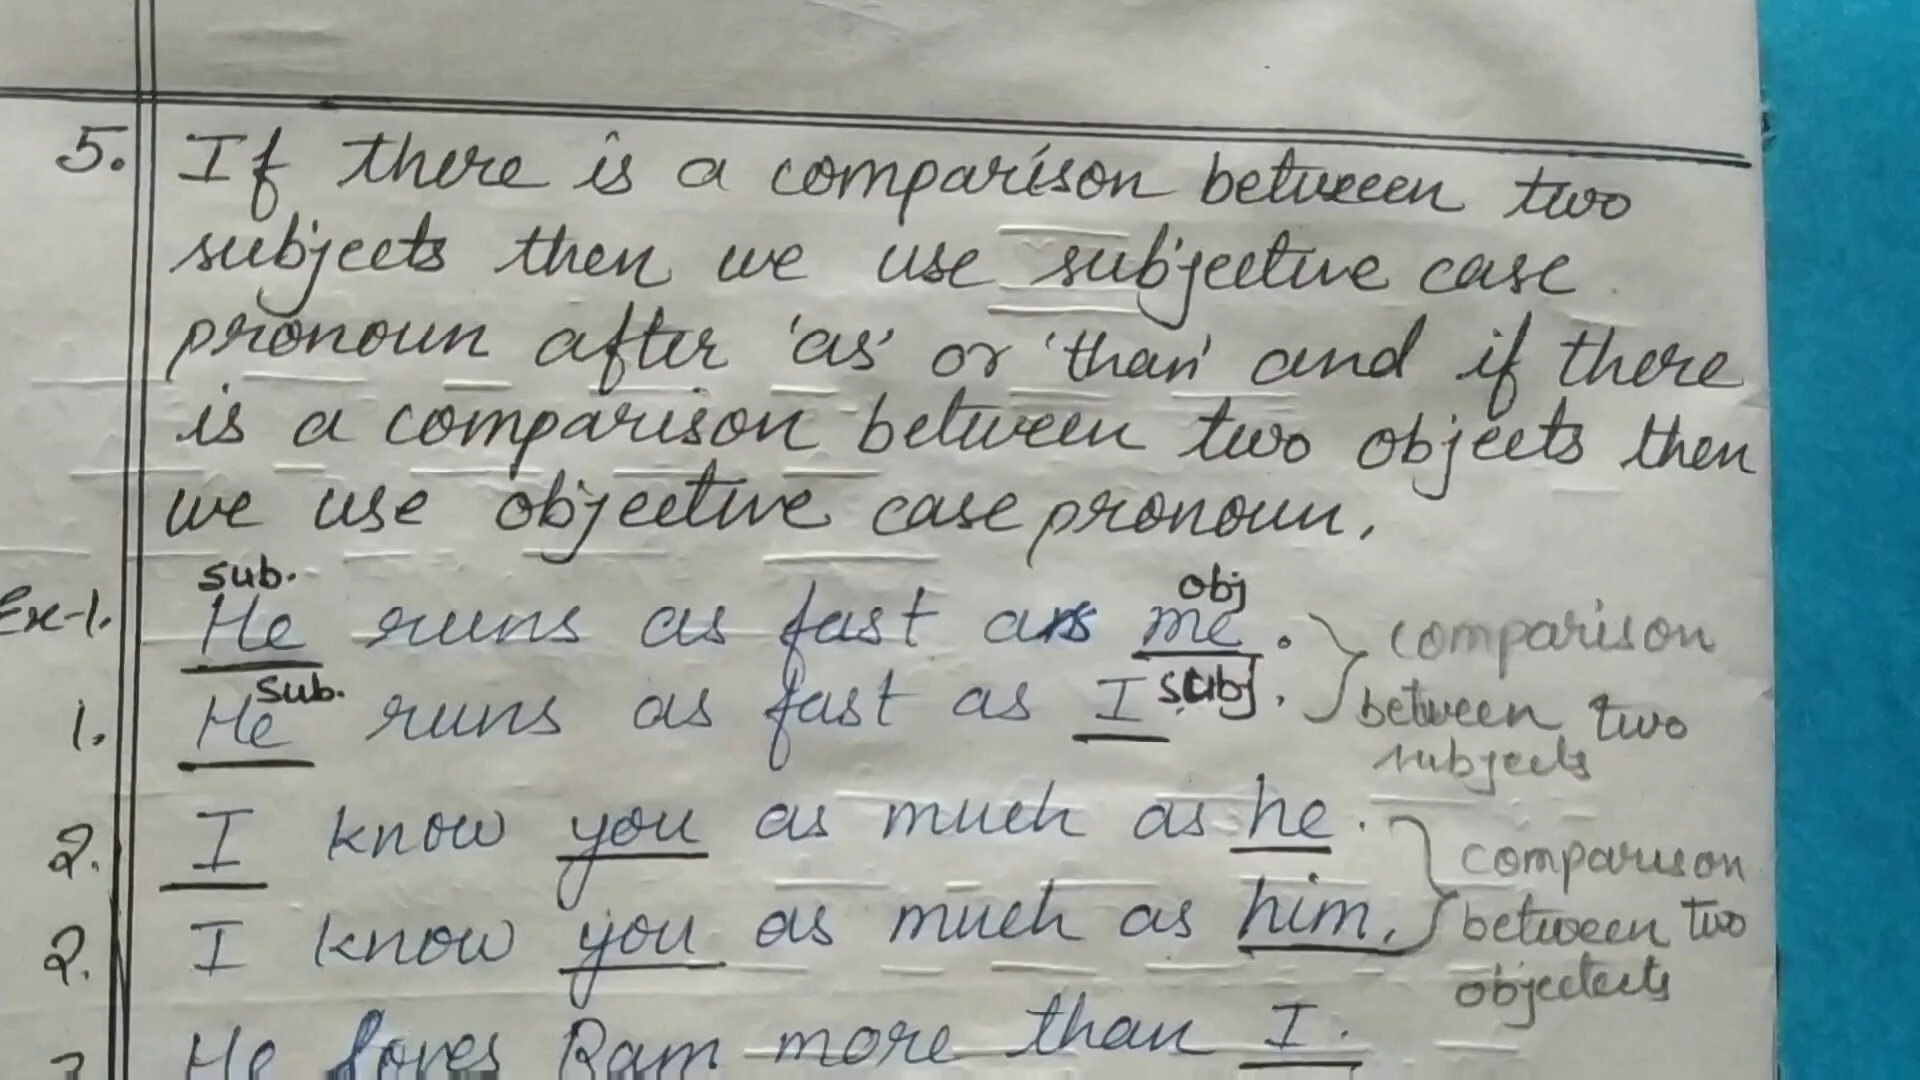 5. If there is a comparison between two
subjects then we use subjective case
pronoun after 'as' or 'than' and if there
is a comparison between two objects then
we use objective case pronoun.
sub. obj
Ex-1. He runs as fast as me. comparison
sub. subj.
1. He runs as fast as I between two
subjects
2. I know you as much as he. comparison
2. I know you as much as him. between two
objectects
He loves Ram more than I.